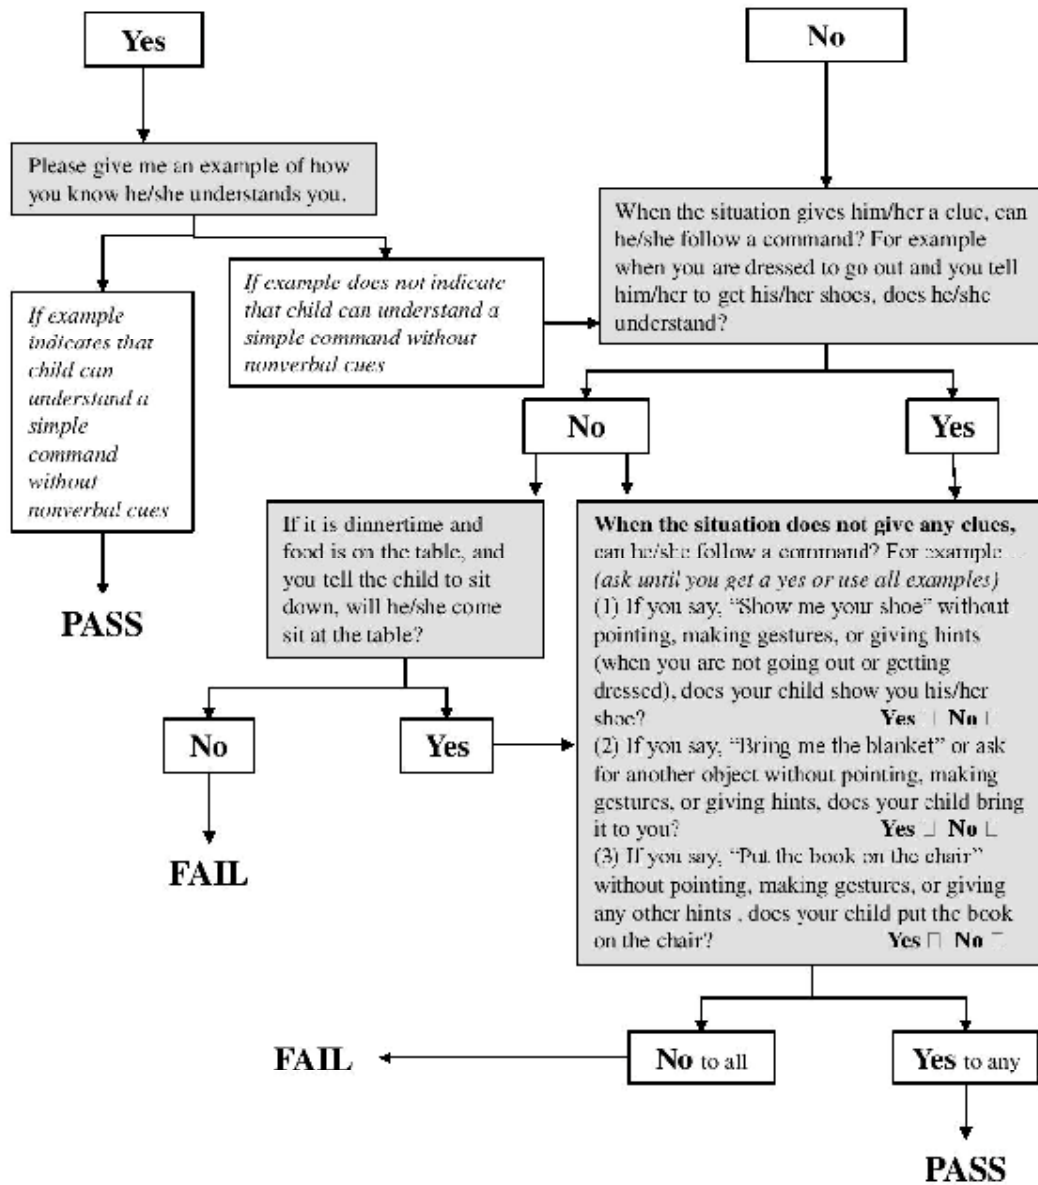 Yes
No
Please give me an example of how
you know he/she understands you.
When the situation gives him/her a clue, can
he/she follow a command? For example
when you are dressed to go out and you tell
him/her to get his/her shoes, does he/she
understand?
If example does not indicate
that child can understand a
simple command without
nonverbal cues
If example
indicates that
child can
understand a
simple
command
without
nonverbal cues
No
Yes
If it is dinnertime and
food is on the table, and
you tell the child to sit
down, will he/she come
sit at the table?
When the situation does not give any clues,
can he/she follow a command? For example…
(ask until you get a yes or use all examples)
(1) If you say, “Show me your shoe” without
pointing, making gestures, or giving hints
(when you are not going out or getting
dressed), does your child show you his/her
shoe? Yes □ No □
(2) If you say, “Bring me the blanket” or ask
for another object without pointing, making
gestures, or giving hints, does your child bring
it to you? Yes □ No □
(3) If you say, “Put the book on the chair”
without pointing, making gestures, or giving
any other hints , does your child put the book
on the chair? Yes □ No □
PASS
No
Yes
FAIL
No to all
Yes to any
FAIL
PASS